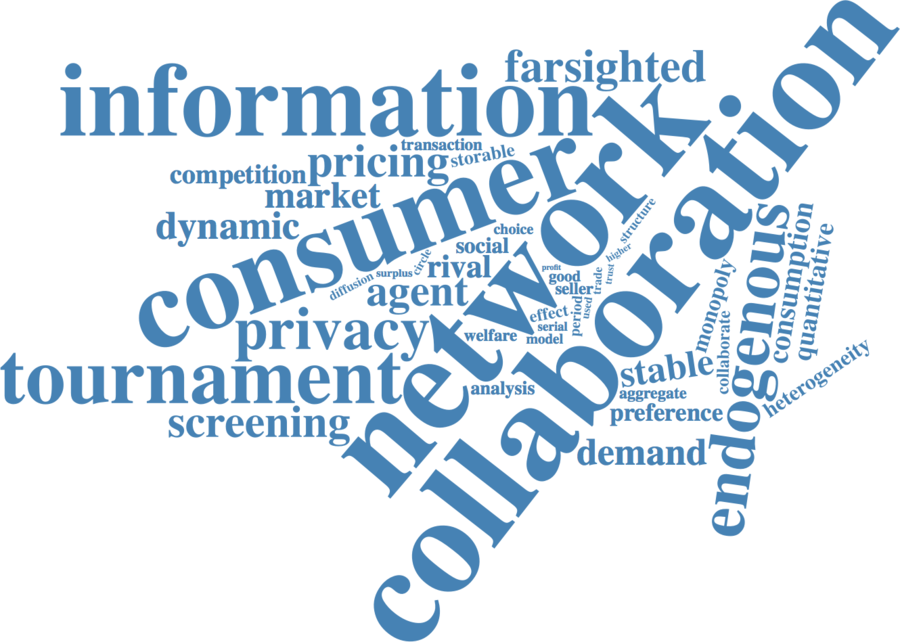 collaboration
farsighted
information
network
transaction
storable
pricing
competition
consumer
market
dynamic
structure
choice
social
higher
circle
rival
diffusion
surplus
profit
good
trade
trust
seller
agent
endogenous
consumption
quantitative
monopoly
collaborate
privacy
effect
period
used
serial
model
welfare
tournament
stable
heterogeneity
analysis
aggregate
preference
screening
demand